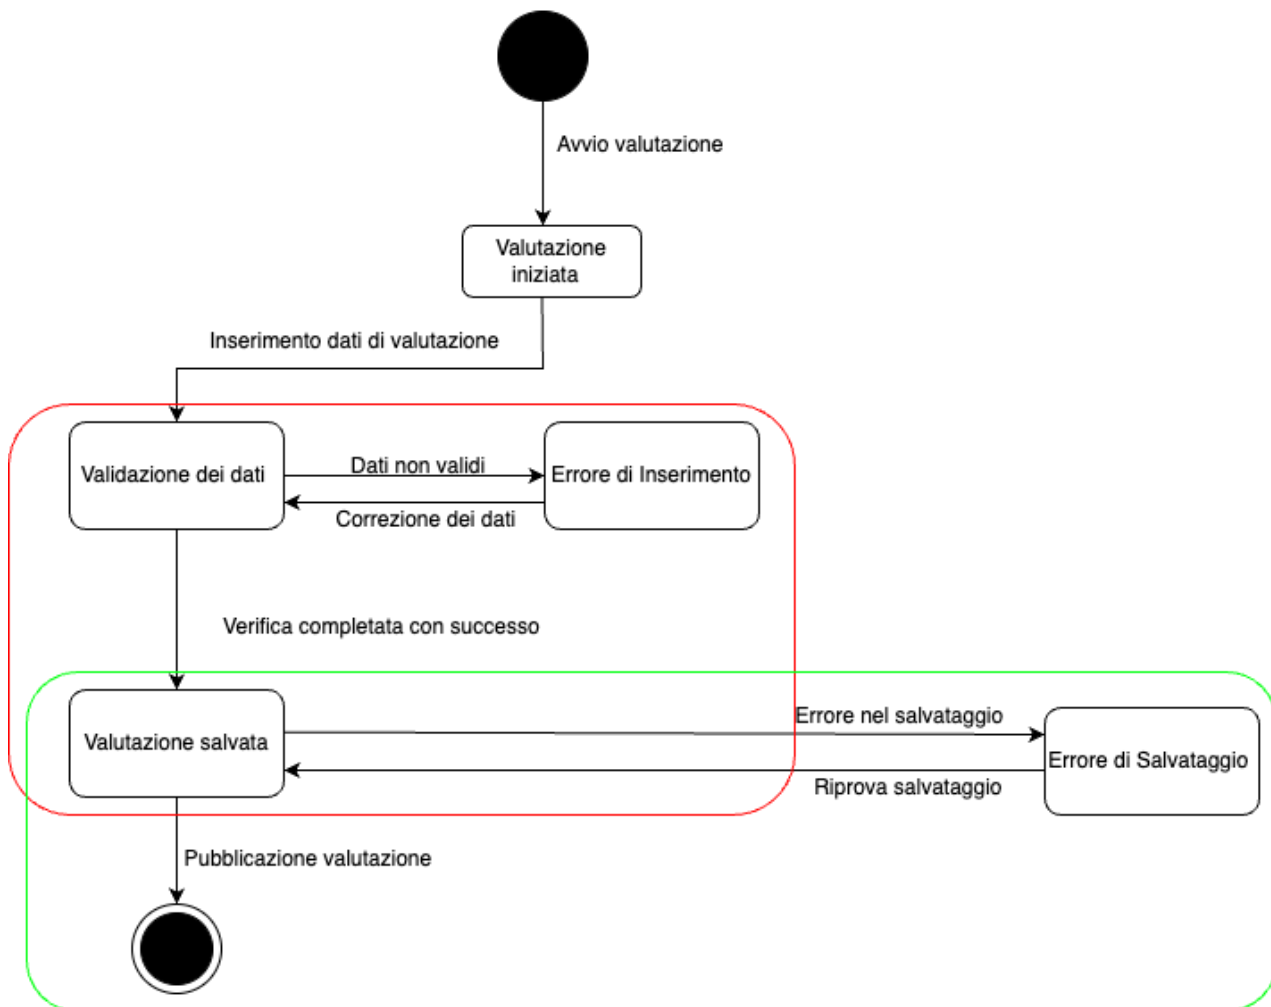 Avvio valutazione
Valutazione
iniziata
Inserimento dati di valutazione
Validazione dei dati
Dati non validi
Errore di Inserimento
Correzione dei dati
Verifica completata con successo
Valutazione salvata
Errore nel salvataggio
Errore di Salvataggio
Riprova salvataggio
Pubblicazione valutazione